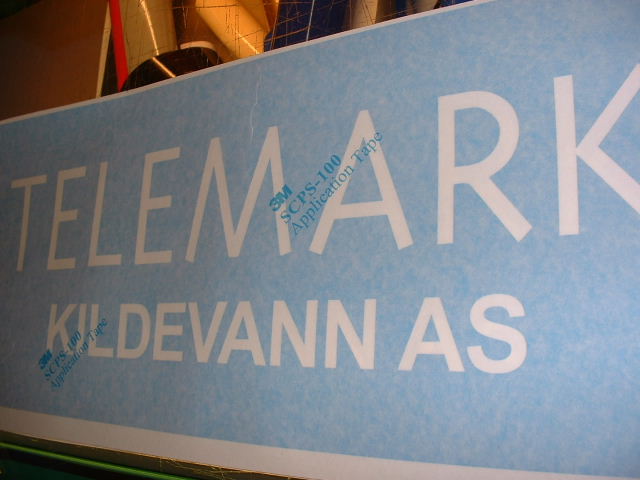 TELEMARK
3M
SCPS-100
Application Tape
KILDEVANN AS
3M
SCPS-100
Application Tape